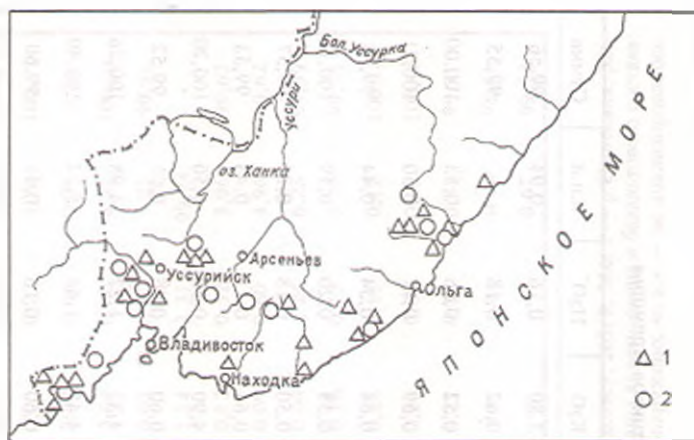 Бол. Уссурка
Уссури
оз. Ханка
Арсеньев
Уссурийск
Ольга
Владивосток
Находка
ЯПОНСКОЕ МОРЕ
1
2